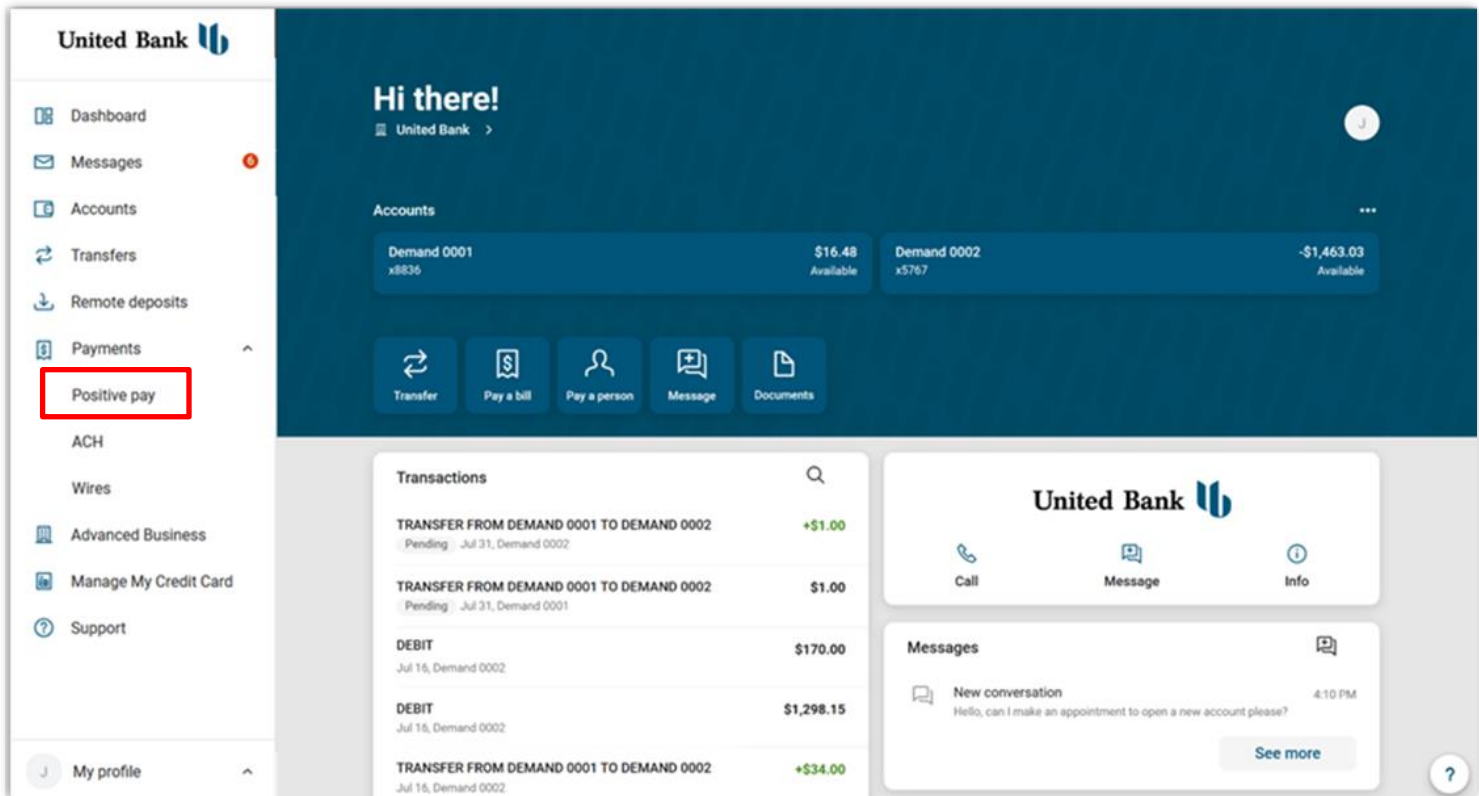 United Bank
Dashboard
Messages 6
Accounts
Transfers
Remote deposits
Payments
Positive pay
ACH
Wires
Advanced Business
Manage My Credit Card
Support
J My profile
Hi there!
United Bank >
J
Accounts
Demand 0001 $16.48
x8836 Available
Demand 0002 -$1,463.03
x5767 Available
Transfer
Pay a bill
Pay a person
Message
Documents
Transactions
TRANSFER FROM DEMAND 0001 TO DEMAND 0002 +$1.00
Pending Jul 31, Demand 0002
TRANSFER FROM DEMAND 0001 TO DEMAND 0002 $1.00
Pending Jul 31, Demand 0001
DEBIT $170.00
Jul 16, Demand 0002
DEBIT $1,298.15
Jul 16, Demand 0002
TRANSFER FROM DEMAND 0001 TO DEMAND 0002 +$34.00
Jul 16, Demand 0002
United Bank
Call
Message
Info
Messages
New conversation 4:10 PM
Hello, can I make an appointment to open a new account please?
See more
?